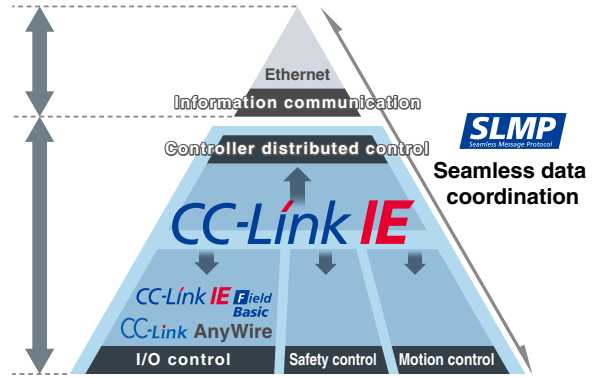 Ethernet
Information communication
Controller distributed control
SLMP
Seamless Message Protocol
Seamless data
coordination
CC-Link IE
CC-Link IE Field
Basic
CC-Link AnyWire
I/O control
Safety control
Motion control